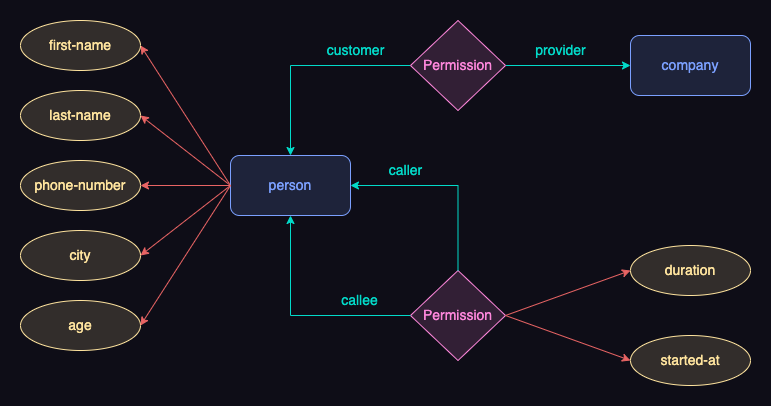 first-name
customer
Permission
provider
company
last-name
phone-number
person
caller
city
age
callee
Permission
duration
started-at